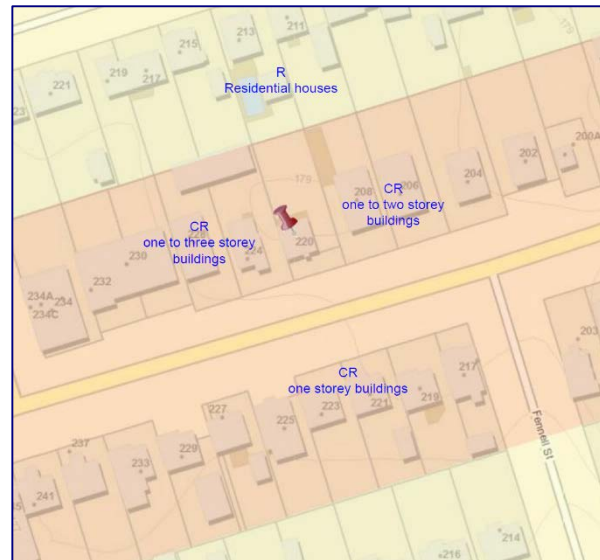 213
211
215
179
221
219
217
23
R
Residential houses
200A
202
179
204
208
206
CR
one to two storey
buildings
CR
one to three storey
buildings
220
224
230
232
234A
234
234C
203
CR
one storey buildings
217
219
221
223
225
227
Fennell St
229
237
233
241
214
216